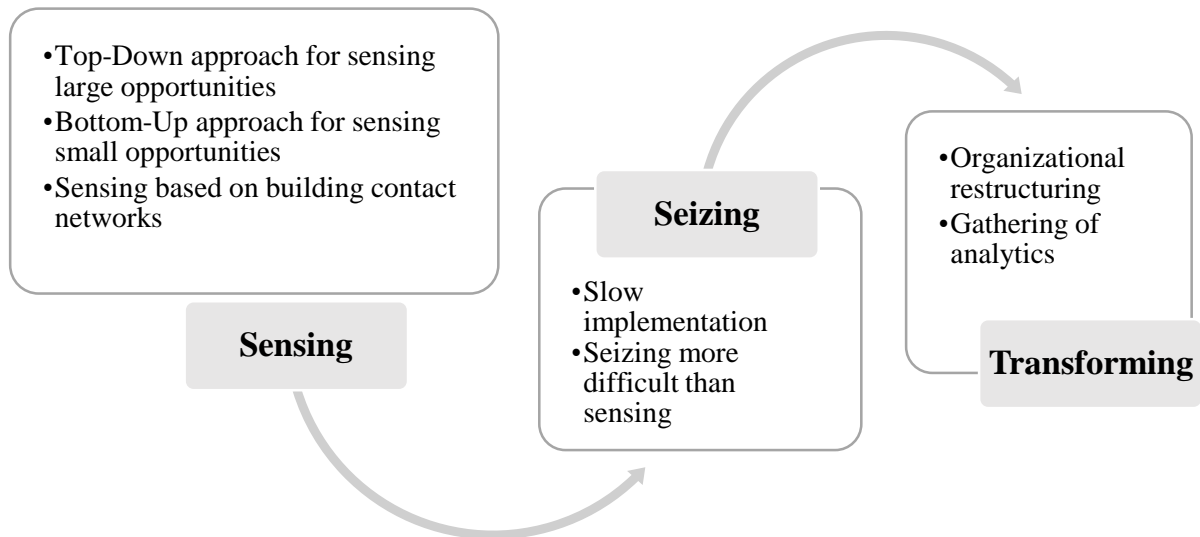 •Top-Down approach for sensing
large opportunities
•Bottom-Up approach for sensing
small opportunities
•Sensing based on building contact
networks
Sensing
Seizing
•Slow
implementation
•Seizing more
difficult than
sensing
•Organizational
restructuring
•Gathering of
analytics
Transforming